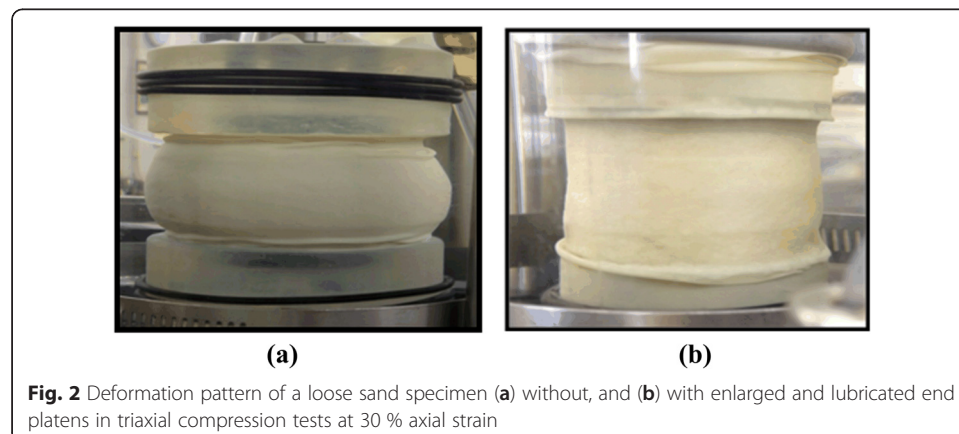 (a) (b)
Fig. 2 Deformation pattern of a loose sand specimen (a) without, and (b) with enlarged and lubricated end
platens in triaxial compression tests at 30 % axial strain